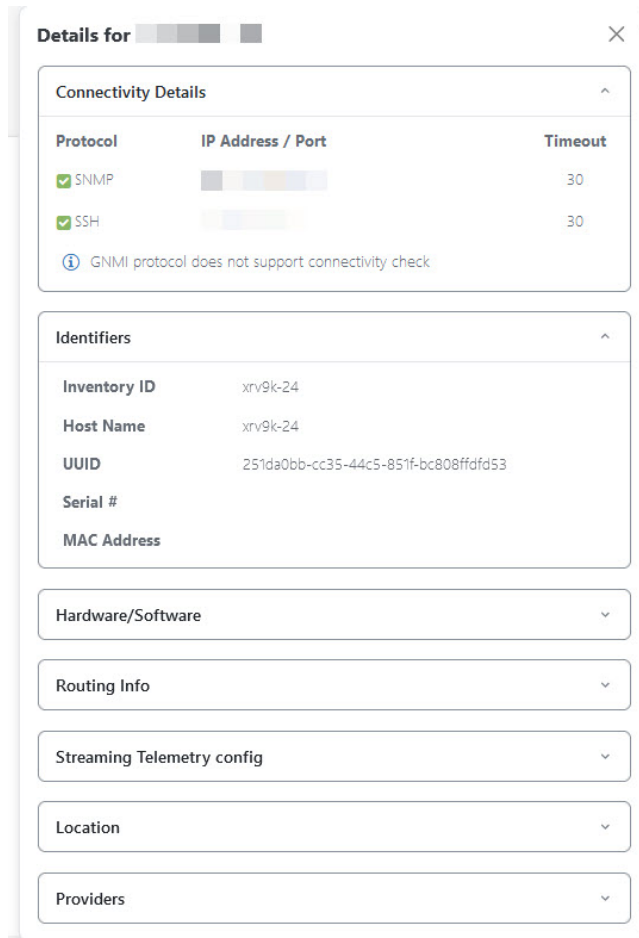 Details for
Connectivity Details
Protocol IP Address / Port Timeout
SNMP 30
SSH 30
GNMI protocol does not support connectivity check
Identifiers
Inventory ID xrv9k-24
Host Name xrv9k-24
UUID 251da0bb-cc35-44c5-851f-bc808ffdfd53
Serial #
MAC Address
Hardware/Software
Routing Info
Streaming Telemetry config
Location
Providers